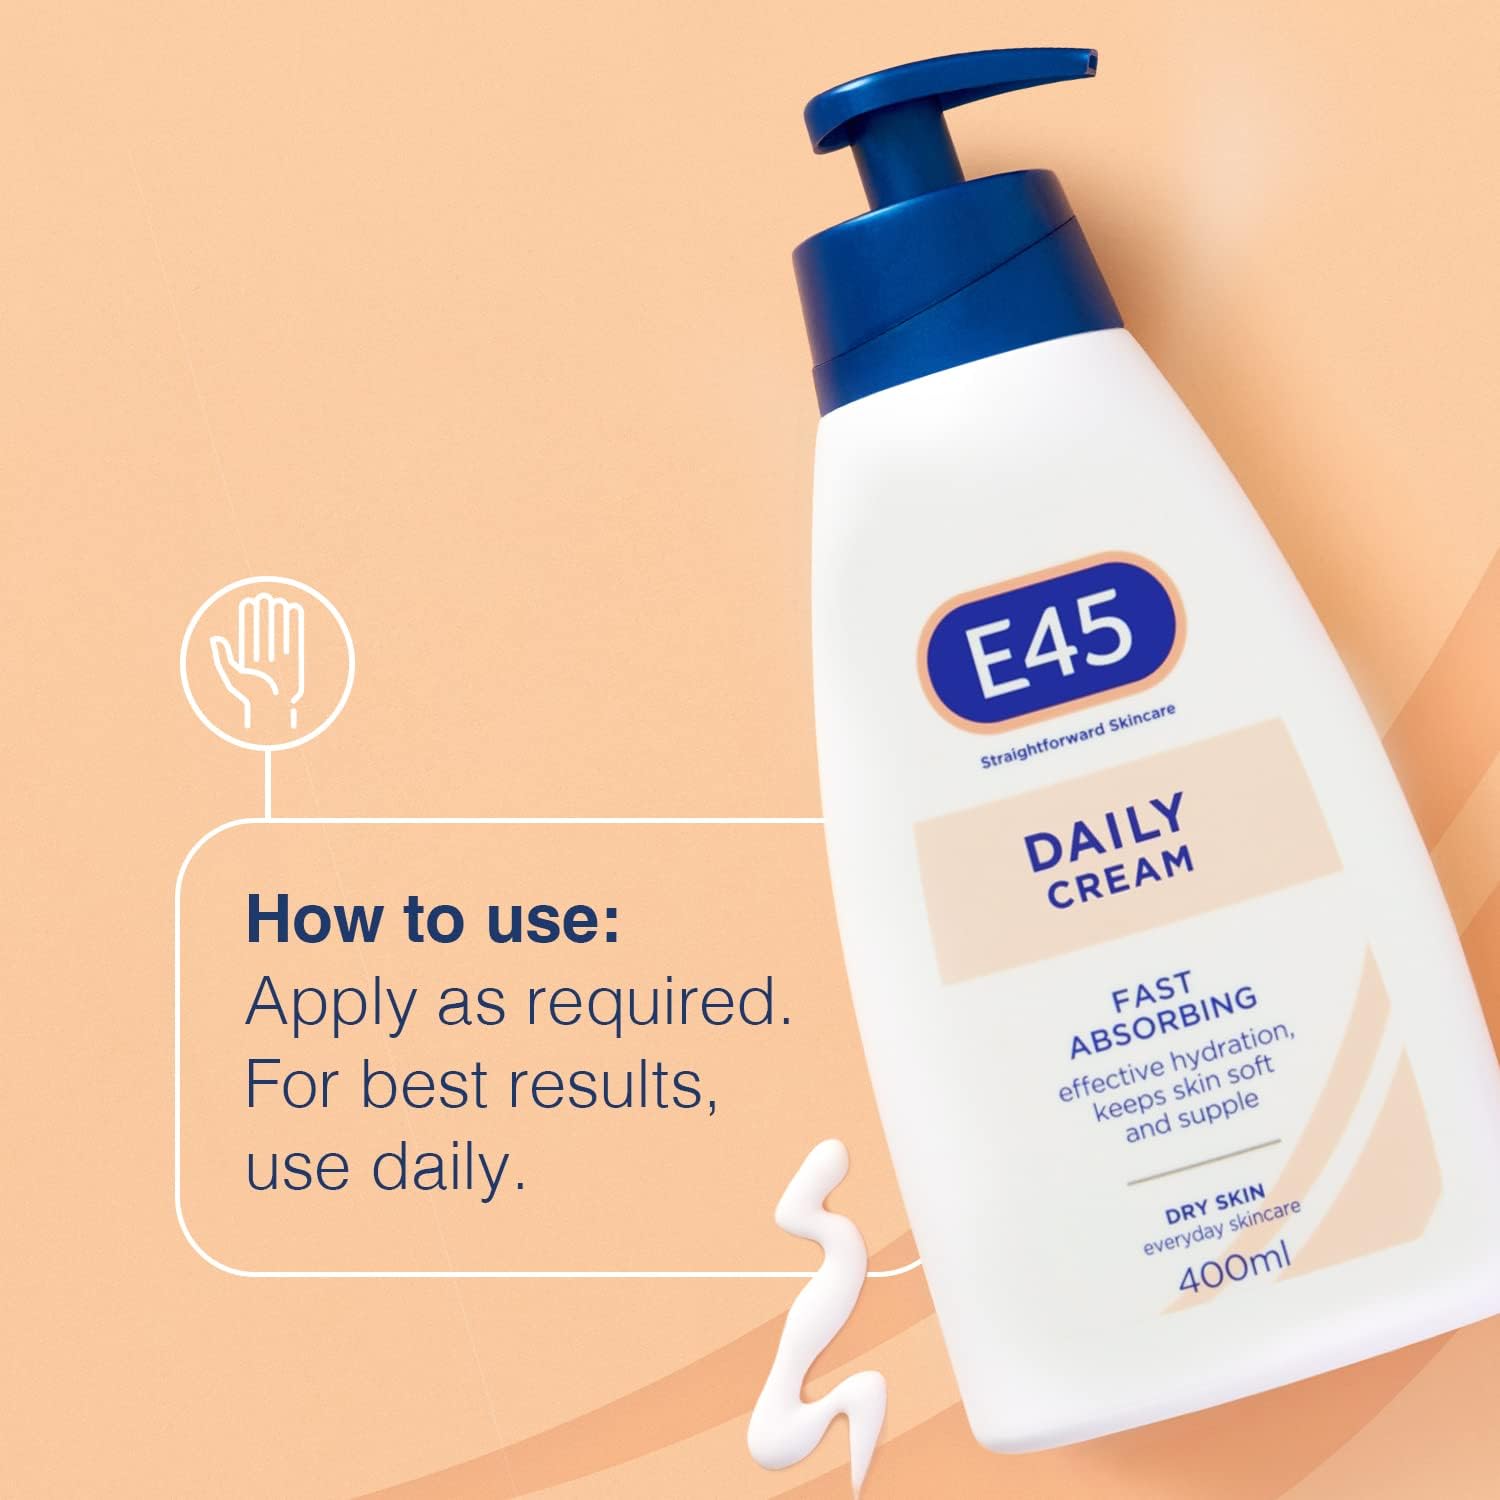 How to use:
Apply as required.
For best results,
use daily.
E45
Straightforward Skincare
DAILY
CREAM
FAST
ABSORBING
effective hydration,
keeps skin soft
and supple
DRY SKIN
everyday skincare
400ml